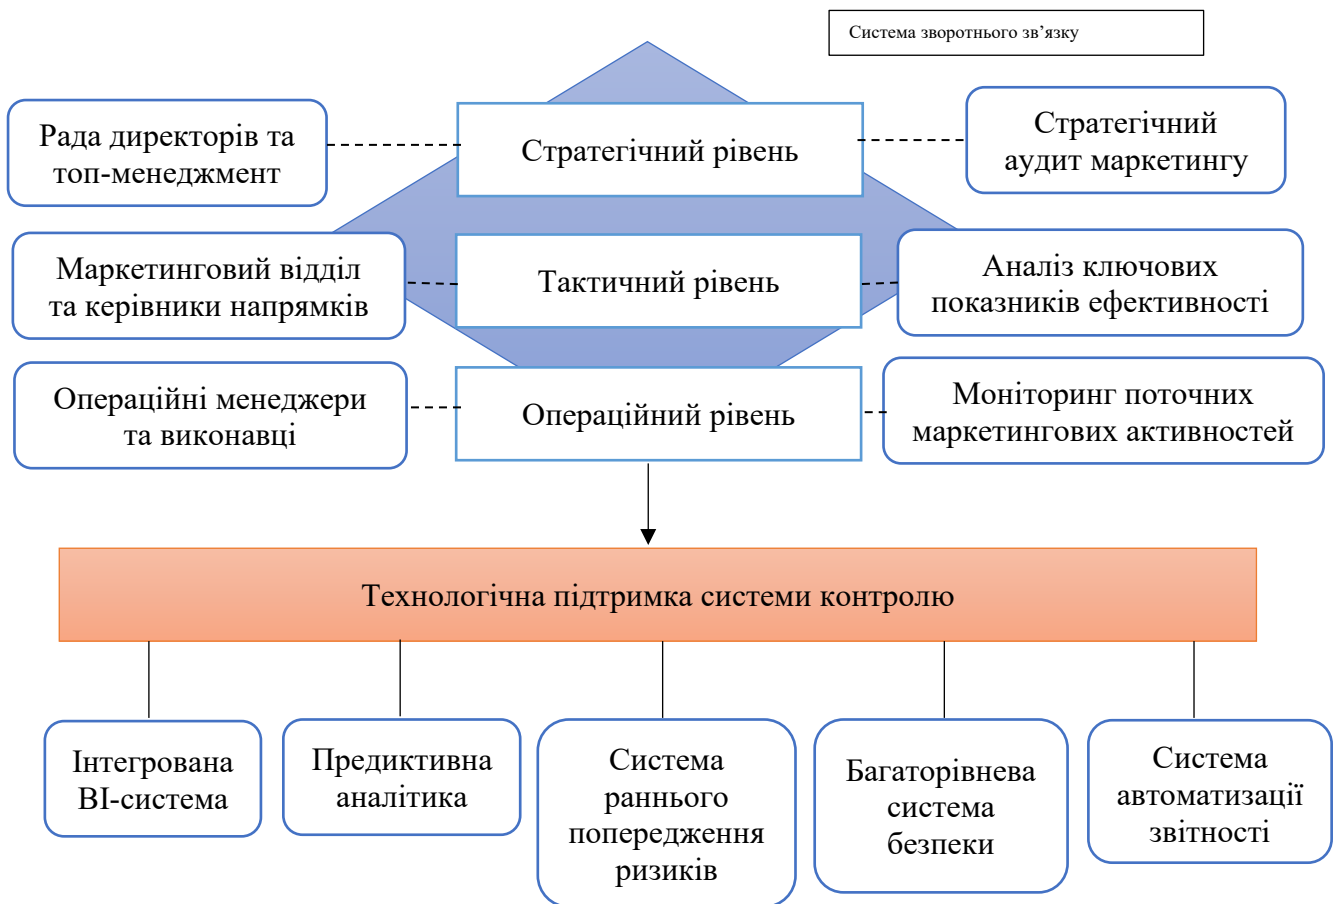 Система зворотнього зв’язку
Рада директорів та
топ-менеджмент
Стратегічний рівень
Стратегічний
аудит маркетингу
Маркетинговий відділ
та керівники напрямків
Тактичний рівень
Аналіз ключових
показників ефективності
Операційні менеджери
та виконавці
Операційний рівень
Моніторинг поточних
маркетингових активностей
Технологічна підтримка системи контролю
Інтегрована
BI-система
Предиктивна
аналітика
Система
раннього
попередження
ризиків
Багаторівнева
система
безпеки
Система
автоматизації
звітності